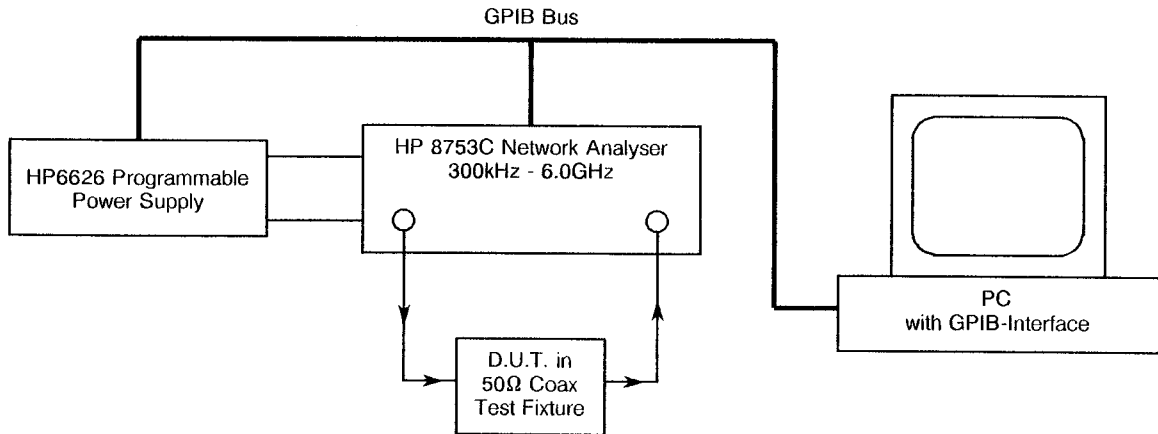 GPIB Bus
HP 8753C Network Analyser
300kHz - 6.0GHz
HP6626 Programmable
Power Supply
PC
with GPIB-Interface
D.U.T. in
50Ω Coax
Test Fixture